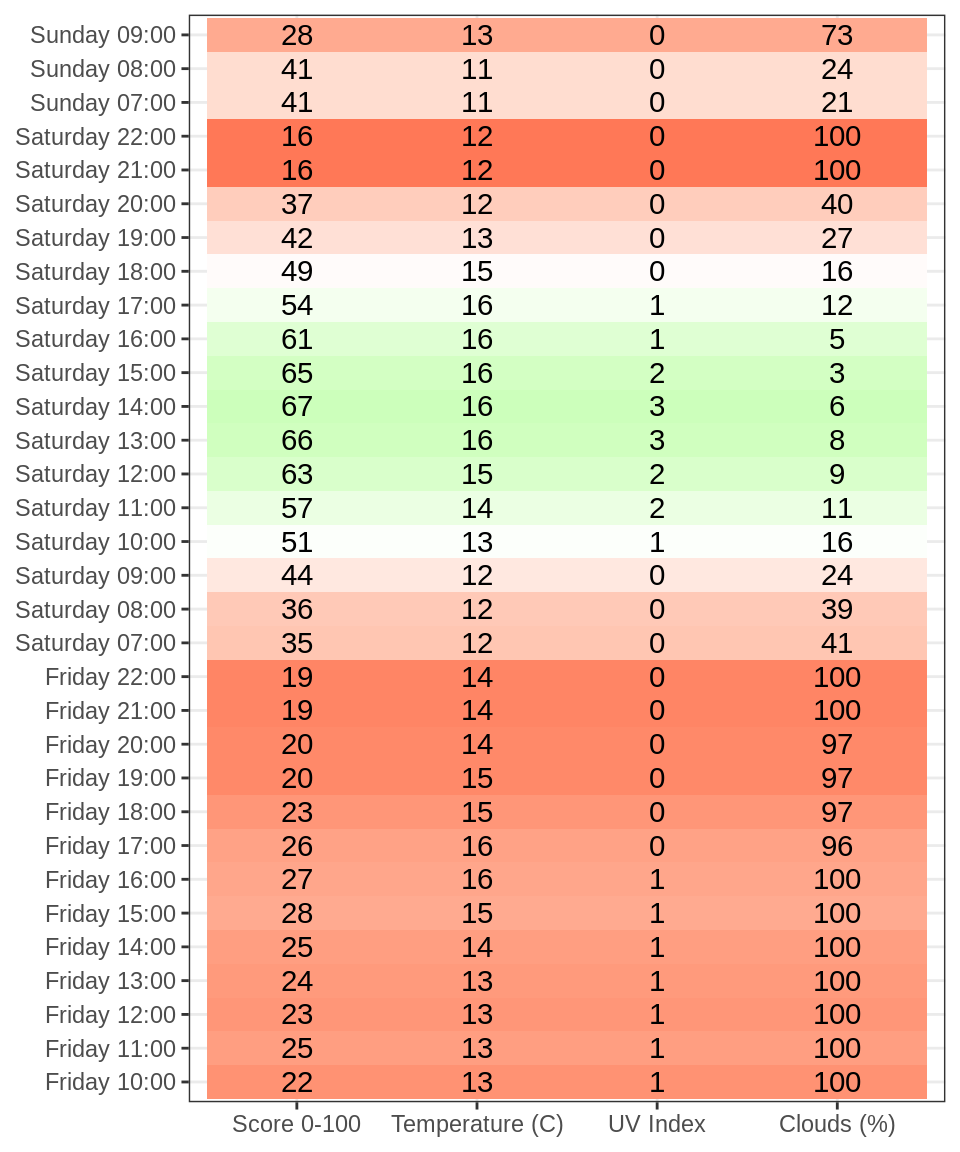 Sunday 09:00 28 13 0 73
Sunday 08:00 41 11 0 24
Sunday 07:00 41 11 0 21
Saturday 22:00 16 12 0 100
Saturday 21:00 16 12 0 100
Saturday 20:00 37 12 0 40
Saturday 19:00 42 13 0 27
Saturday 18:00 49 15 0 16
Saturday 17:00 54 16 1 12
Saturday 16:00 61 16 1 5
Saturday 15:00 65 16 2 3
Saturday 14:00 67 16 3 6
Saturday 13:00 66 16 3 8
Saturday 12:00 63 15 2 9
Saturday 11:00 57 14 2 11
Saturday 10:00 51 13 1 16
Saturday 09:00 44 12 0 24
Saturday 08:00 36 12 0 39
Saturday 07:00 35 12 0 41
Friday 22:00 19 14 0 100
Friday 21:00 19 14 0 100
Friday 20:00 20 14 0 97
Friday 19:00 20 15 0 97
Friday 18:00 23 15 0 97
Friday 17:00 26 16 0 96
Friday 16:00 27 16 1 100
Friday 15:00 28 15 1 100
Friday 14:00 25 14 1 100
Friday 13:00 24 13 1 100
Friday 12:00 23 13 1 100
Friday 11:00 25 13 1 100
Friday 10:00 22 13 1 100
Score 0-100 Temperature (C) UV Index Clouds (%)